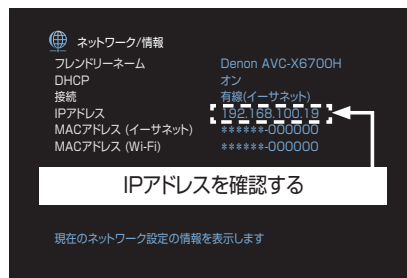 ネットワーク/情報
フレンドリーネーム Denon AVC-X6700H
DHCP オン
接続 有線(イーサネット)
IPアドレス 192.168.100.19
MACアドレス (イーサネット) ******-000000
MACアドレス (Wi-Fi) ******-000000
IPアドレスを確認する
現在のネットワーク設定の情報を表示します